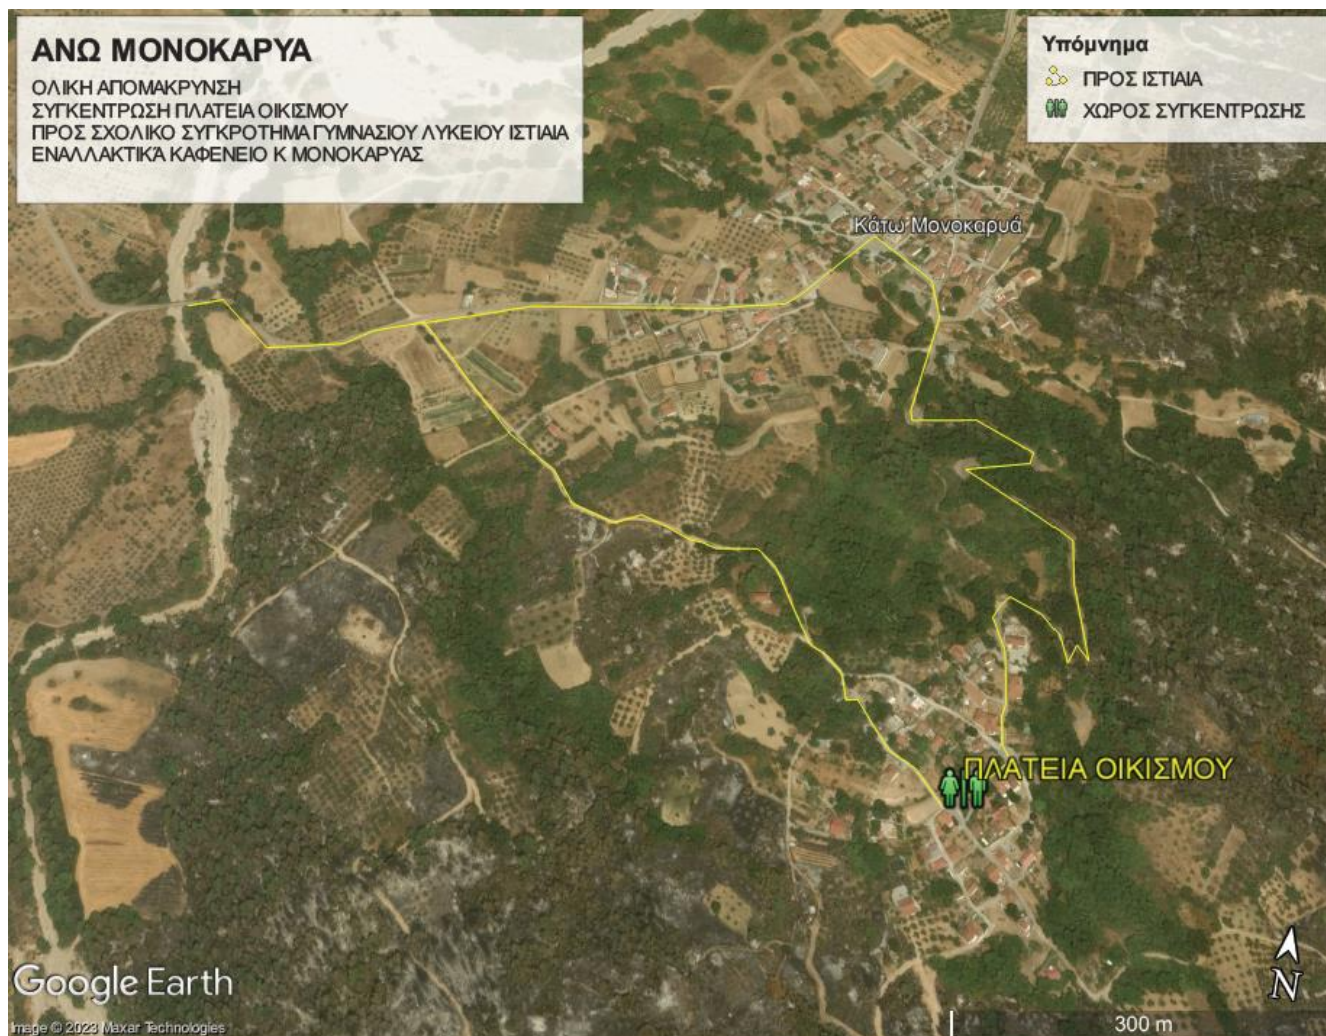 ΑΝΩ ΜΟΝΟΚΑΡΥΑ
ΟΛΙΚΗ ΑΠΟΜΑΚΡΥΝΣΗ
ΣΥΓΚΕΝΤΡΩΣΗ ΠΛΑΤΕΙΑ ΟΙΚΙΣΜΟΥ
ΠΡΟΣ ΣΧΟΛΙΚΟ ΣΥΓΚΡΟΤΗΜΑ ΓΥΜΝΑΣΙΟΥ ΛΥΚΕΙΟΥ ΙΣΤΙΑΙΑ
ΕΝΑΛΛΑΚΤΙΚΆ ΚΑΦΕΝΕΙΟ Κ ΜΟΝΟΚΑΡΥΑΣ
Υπόμνημα
ΠΡΟΣ ΙΣΤΙΑΙΑ
ΧΩΡΟΣ ΣΥΓΚΕΝΤΡΩΣΗΣ
Κάτω Μονοκαρυά
ΠΛΑΤΕΙΑ ΟΙΚΙΣΜΟΥ
N
Google Earth
Image © 2023 Maxar Technologies
300 m